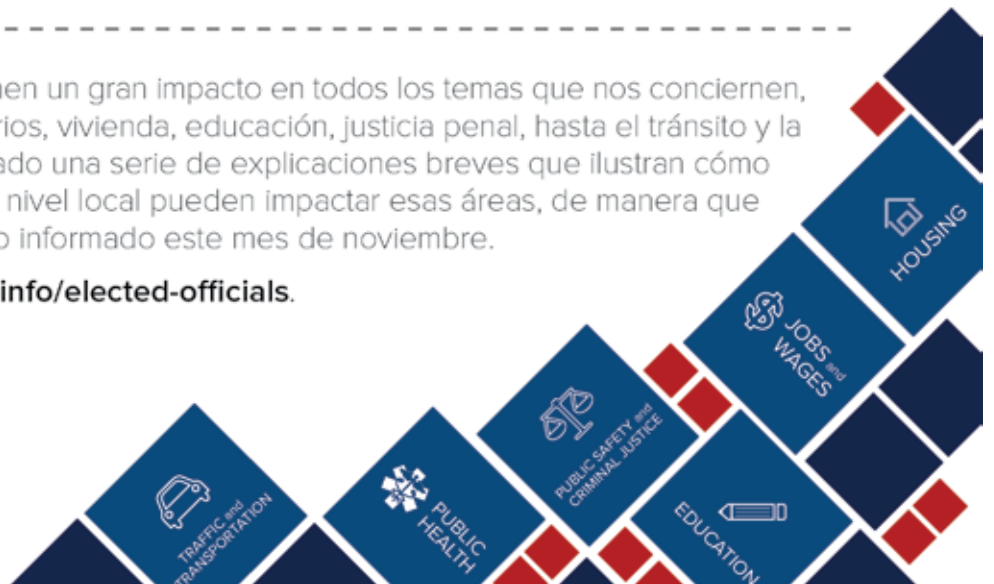 nen un gran impacto en todos los temas que nos conciernen,
rios, vivienda, educación, justicia penal, hasta el tránsito y la
ado una serie de explicaciones breves que ilustran cómo
nivel local pueden impactar esas áreas, de manera que
o informado este mes de noviembre.
info/elected-officials.
HOUSING
JOBS and
WAGES
PUBLIC SAFETY and
CRIMINAL JUSTICE
EDUCATION
PUBLIC
HEALTH
TRAFFIC and
TRANSPORTATION